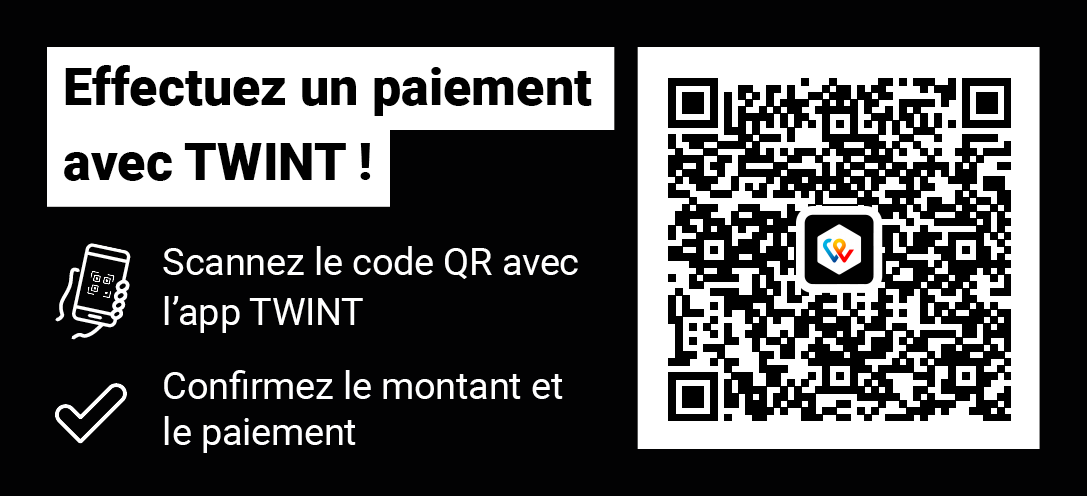 Effectuez un paiement
avec TWINT !
Scannez le code QR avec
l’app TWINT
Confirmez le montant et
le paiement